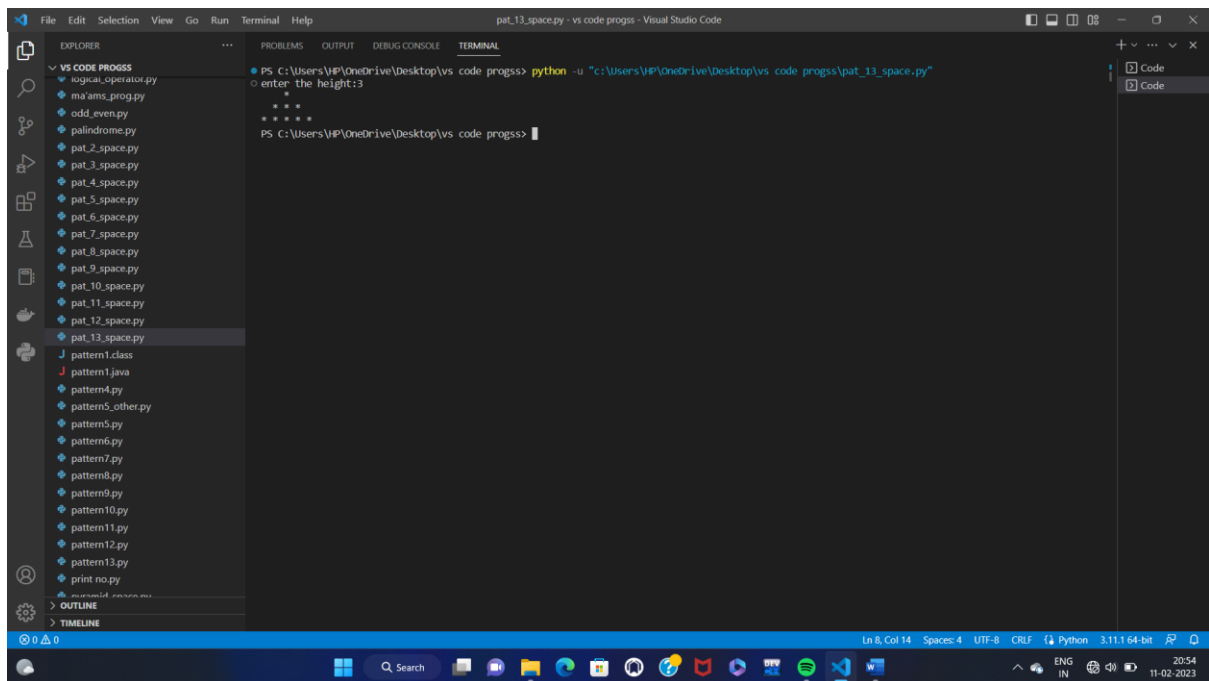 File Edit Selection View Go Run Terminal Help
pat_13_space.py - vs code progss - Visual Studio Code
EXPLORER
VS CODE PROGSS
logical_operator.py
ma'ams_prog.py
odd_even.py
palindrome.py
pat_2_space.py
pat_3_space.py
pat_4_space.py
pat_5_space.py
pat_6_space.py
pat_7_space.py
pat_8_space.py
pat_9_space.py
pat_10_space.py
pat_11_space.py
pat_12_space.py
pat_13_space.py
J pattern1.class
J pattern1.java
pattern4.py
pattern5_other.py
pattern5.py
pattern6.py
pattern7.py
pattern8.py
pattern9.py
pattern10.py
pattern11.py
pattern12.py
pattern13.py
print no.py
OUTLINE
TIMELINE
PROBLEMS OUTPUT DEBUG CONSOLE TERMINAL
PS C:\Users\HP\OneDrive\Desktop\vs code progss> python -u "c:\Users\HP\OneDrive\Desktop\vs code progss\pat_13_space.py"
enter the height:3
    *
  * * *
* * * * *
PS C:\Users\HP\OneDrive\Desktop\vs code progss>
Code
Code
0 0
Ln 8, Col 14 Spaces: 4 UTF-8 CRLF Python 3.11.1 64-bit
Search
DEV
ENG
IN
20:54
11-02-2023